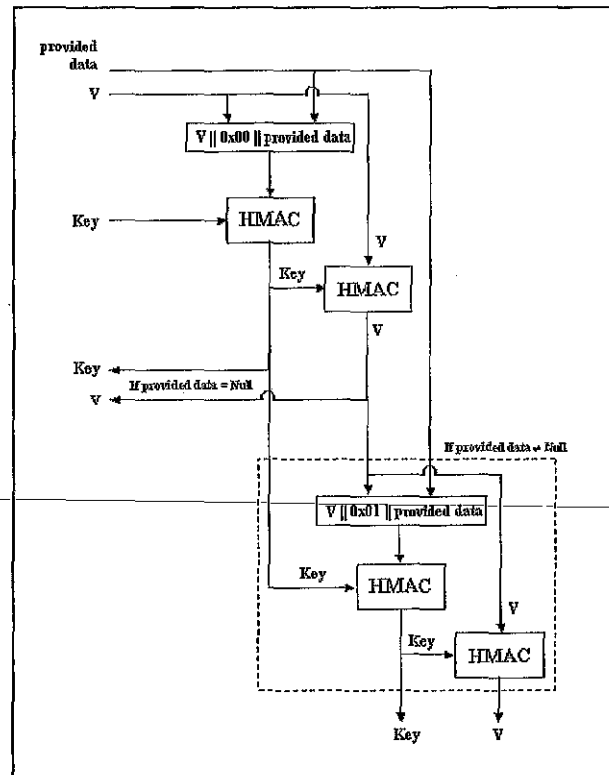 provided
data
V
V || 0x00 || provided data
Key
HMAC
V
Key
HMAC
V
Key
If provided data = Null
V
If provided data ≠ Null
V || 0x01 || provided data
Key
HMAC
V
Key
HMAC
Key
V